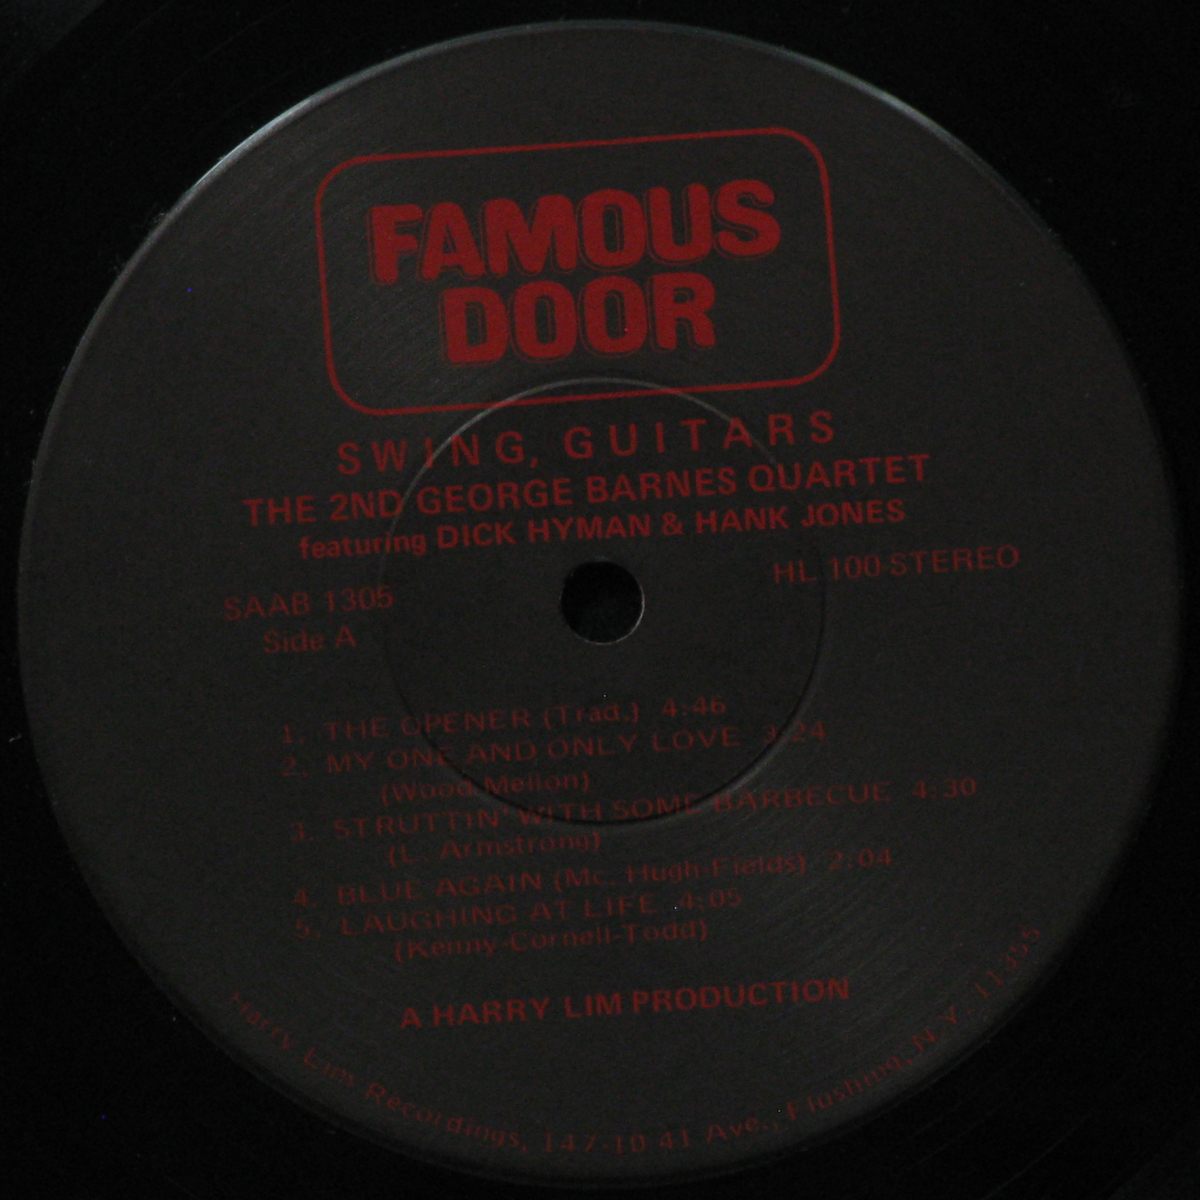 FAMOUS
DOOR
SWING, GUITARS
THE 2ND GEORGE BARNES QUARTET
featuring DICK HYMAN & HANK JONES
SAAB 1305
HL 100-STEREO
Side A
1. THE OPENER (Trad.) 4:46
2. MY ONE AND ONLY LOVE 3:24
(Wood-Mellon)
3. STRUTTIN' WITH SOME BARBECUE 4:30
(L. Armstrong)
4. BLUE AGAIN (Mc. Hugh-Fields) 2:04
5. LAUGHING AT LIFE 4:05
(Kenny-Cornell-Todd)
A HARRY LIM PRODUCTION
Harry Lims Recordings, 147-10 41 Ave., Flushing, N.Y. 11355